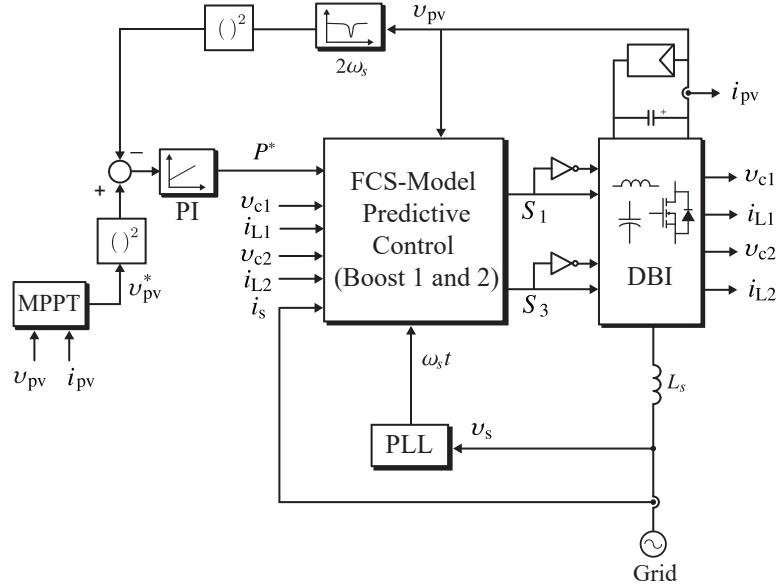 υpv
( )²
2ωs
ipv
−
+
P*
PI
FCS-Model
Predictive
Control
(Boost 1 and 2)
υc1
iL1
υc2
iL2
is
( )²
υ*pv
MPPT
υpv
ipv
S1
S3
+
DBI
υc1
iL1
υc2
iL2
ωst
Ls
PLL
υs
Grid